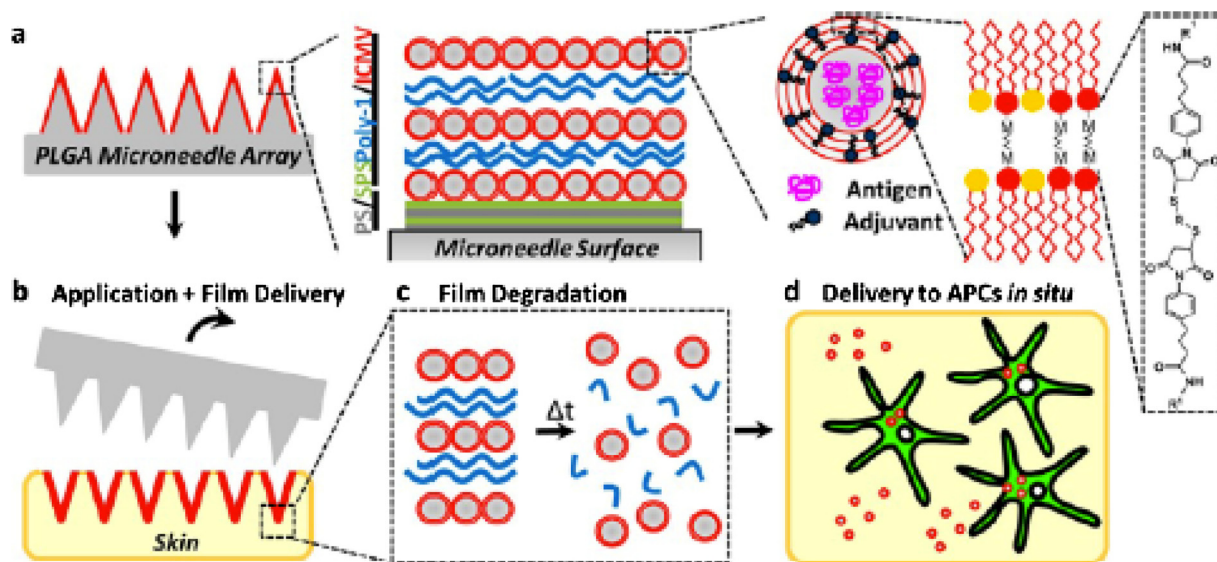 a
PLGA Microneedle Array
PS/SPS
Poly-1/ICMV
Microneedle Surface
Antigen
Adjuvant
M
M
M
M
M
M
R'
HN
O
N
O
O
S
R
S
O
O
N
O
NH
R'
b Application + Film Delivery
Skin
c Film Degradation
Δt
d Delivery to APCs in situ